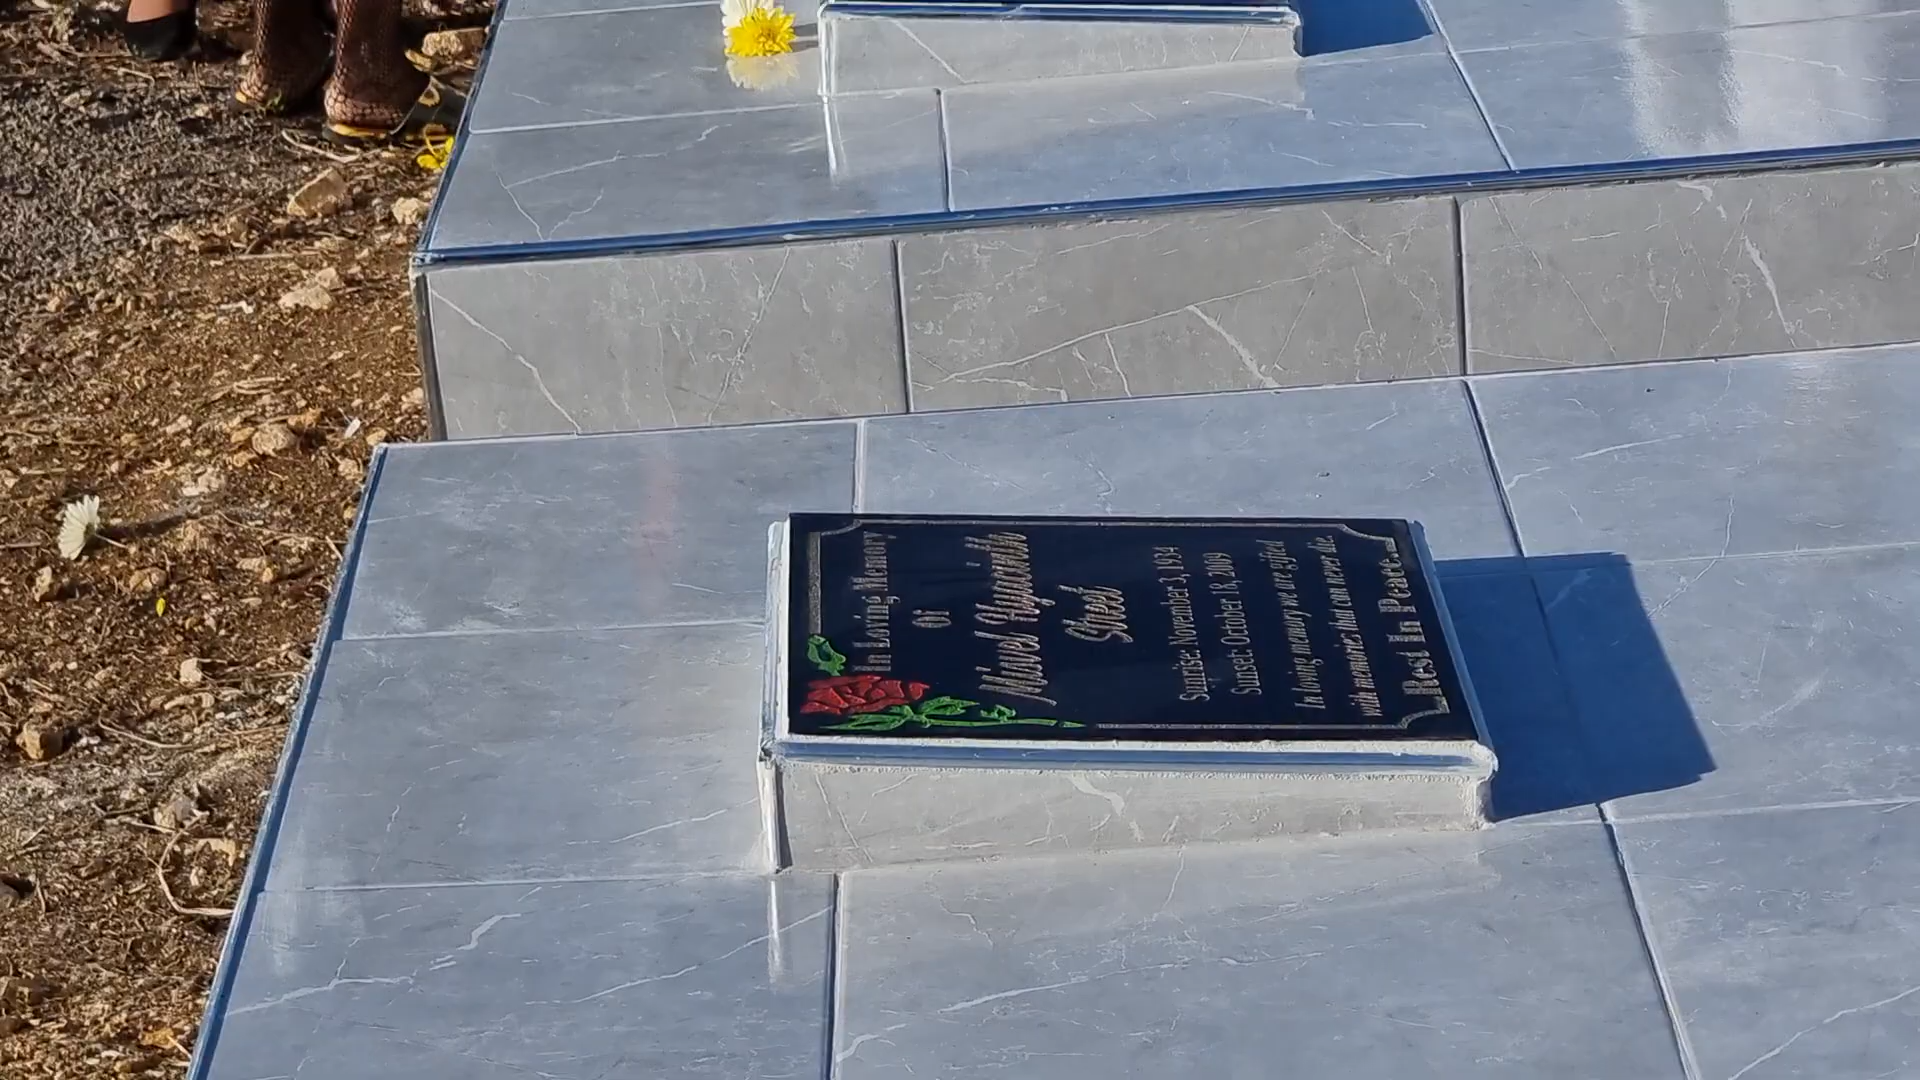 In Loving Memory
Of
Minvel Hyacinth
Street
Sunrise: November 3, 1934
Sunset: October 18, 2009
In loving memory we are gifted
with memories that can never die.
Rest In Peace